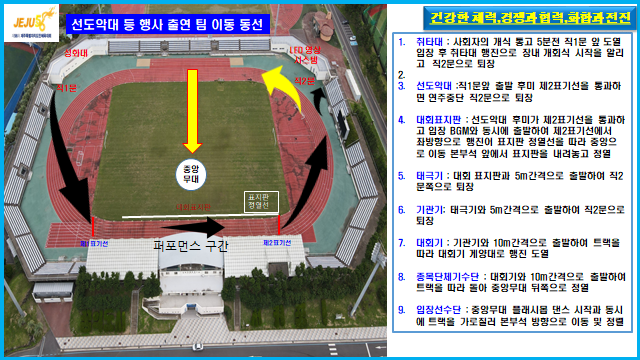 JEJU
선도악대 등 행사 출연 팀 이동 동선
건강한 체력,경쟁과 협력,화합과 전진
성화대
LED 영상
시스템
직1문
직2문
중앙
무대
표지판
정열선
대회표지판
제1표기선
퍼포먼스 구간
제2표기선
1. 취타대 : 사회자의 개식 통고 5분전 직1문 앞 도열
입장 후 취타대 행진으로 장내 개회식 시작을 알리
고 직2문으로 퇴장
2.
3. 선도악대 :직1문앞 출발 후미 제2표기선을 통과하
면 연주중단 직2문으로 퇴장
4. 대회표지판 : 선도악대 후미가 제2표기선을 통과하
고 입장 BGM와 동시에 출발하여 제2표기선에서
좌방향으로 행진이 표지판 정열선을 따라 중앙으
로 이동 본부석 앞에서 표지판을 내려놓고 정열
5. 태극기 : 대회 표지판과 5m간격으로 출발하여 직2
문쪽으로 퇴장
6. 기관기: 태극기와 5m간격으로 출발하여 직2문으로
퇴장
7. 대회기 : 기관기와 10m간격으로 출발하여 트랙을
따라 대회기 게양대로 행진 도열
8. 종목단체기수단 : 대회기와 10m간격으로 출발하여
트랙을 따라 돌아 중앙무대 뒤쪽으로 정열
9. 입장선수단 : 중앙무대 플래시몹 댄스 시작과 동시
에 트랙을 가로질러 본부석 방향으로 이동 및 정렬